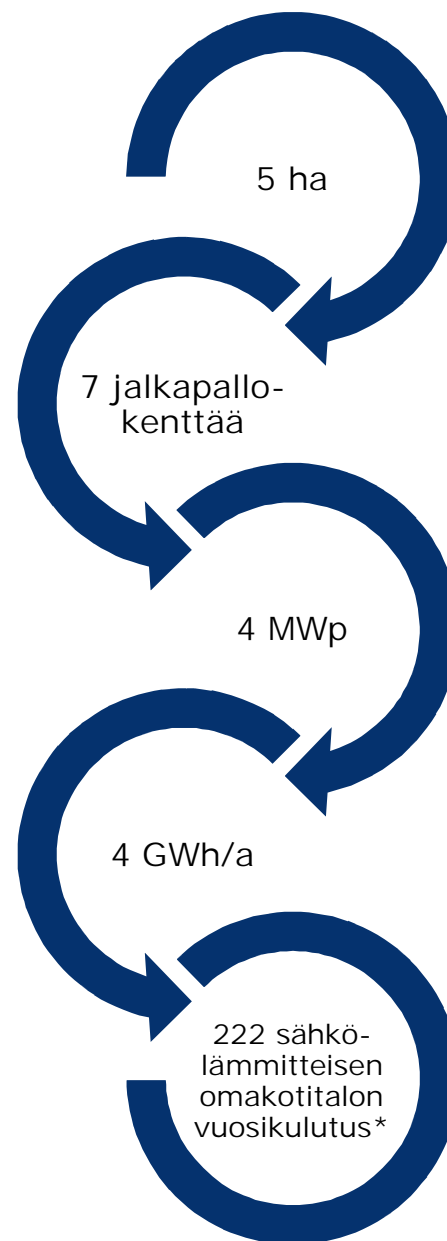 5 ha
7 jalkapallo-
kenttää
4 MWp
4 GWh/a
222 sähkö-
lämmitteisen
omakotitalon
vuosikulutus*